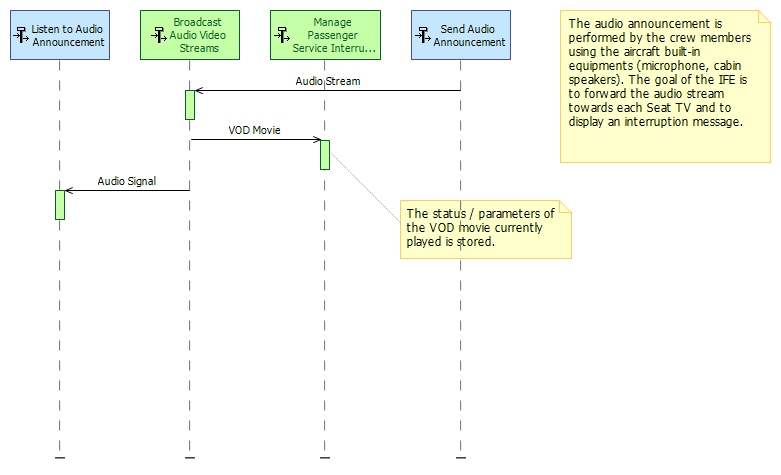 Listen to Audio
Announcement
Broadcast
Audio Video
Streams
Manage
Passenger
Service Interru...
Send Audio
Announcement
The audio announcement is
performed by the crew members
using the aircraft built-in
equipments (microphone, cabin
speakers). The goal of the IFE is
to forward the audio stream
towards each Seat TV and to
display an interruption message.
Audio Stream
VOD Movie
Audio Signal
The status / parameters of
the VOD movie currently
played is stored.